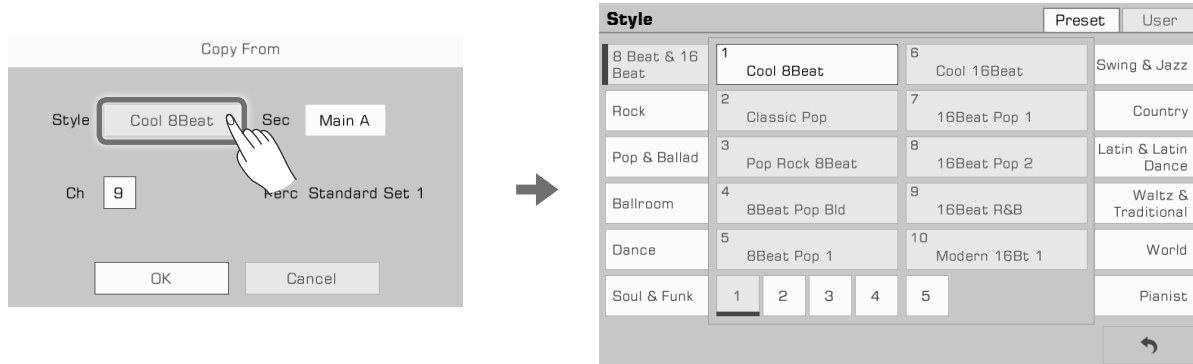 Copy From
Style Cool 8Beat Sec Main A
Ch 9 Perc Standard Set 1
OK Cancel
Style Preset User
8 Beat & 16
Beat
Rock
Pop & Ballad
Ballroom
Dance
Soul & Funk
1 Cool 8Beat
2 Classic Pop
3 Pop Rock 8Beat
4 8Beat Pop Bld
5 8Beat Pop 1
6 Cool 16Beat
7 16Beat Pop 1
8 16Beat Pop 2
9 16Beat R&B
10 Modern 16Bt 1
1 2 3 4 5
Swing & Jazz
Country
Latin & Latin
Dance
Waltz &
Traditional
World
Pianist